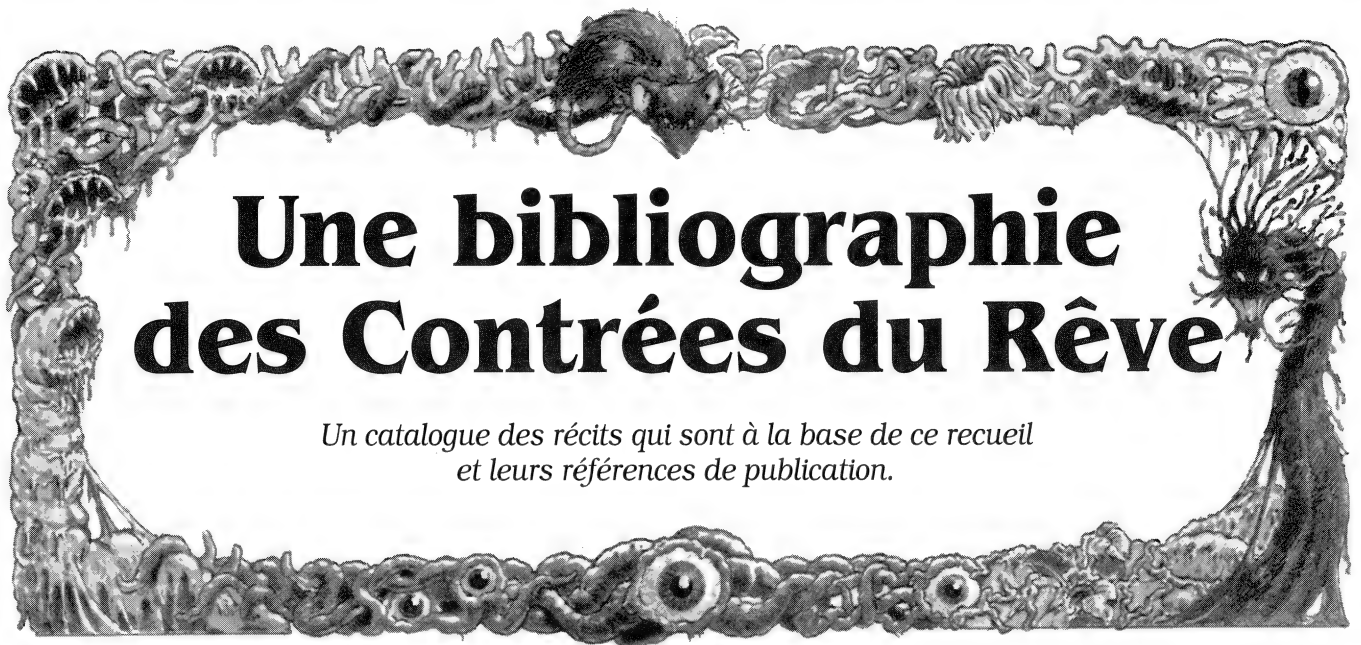 Une bibliographie
des Contrées du Rêve
Un catalogue des récits qui sont à la base de ce recueil
et leurs références de publication.